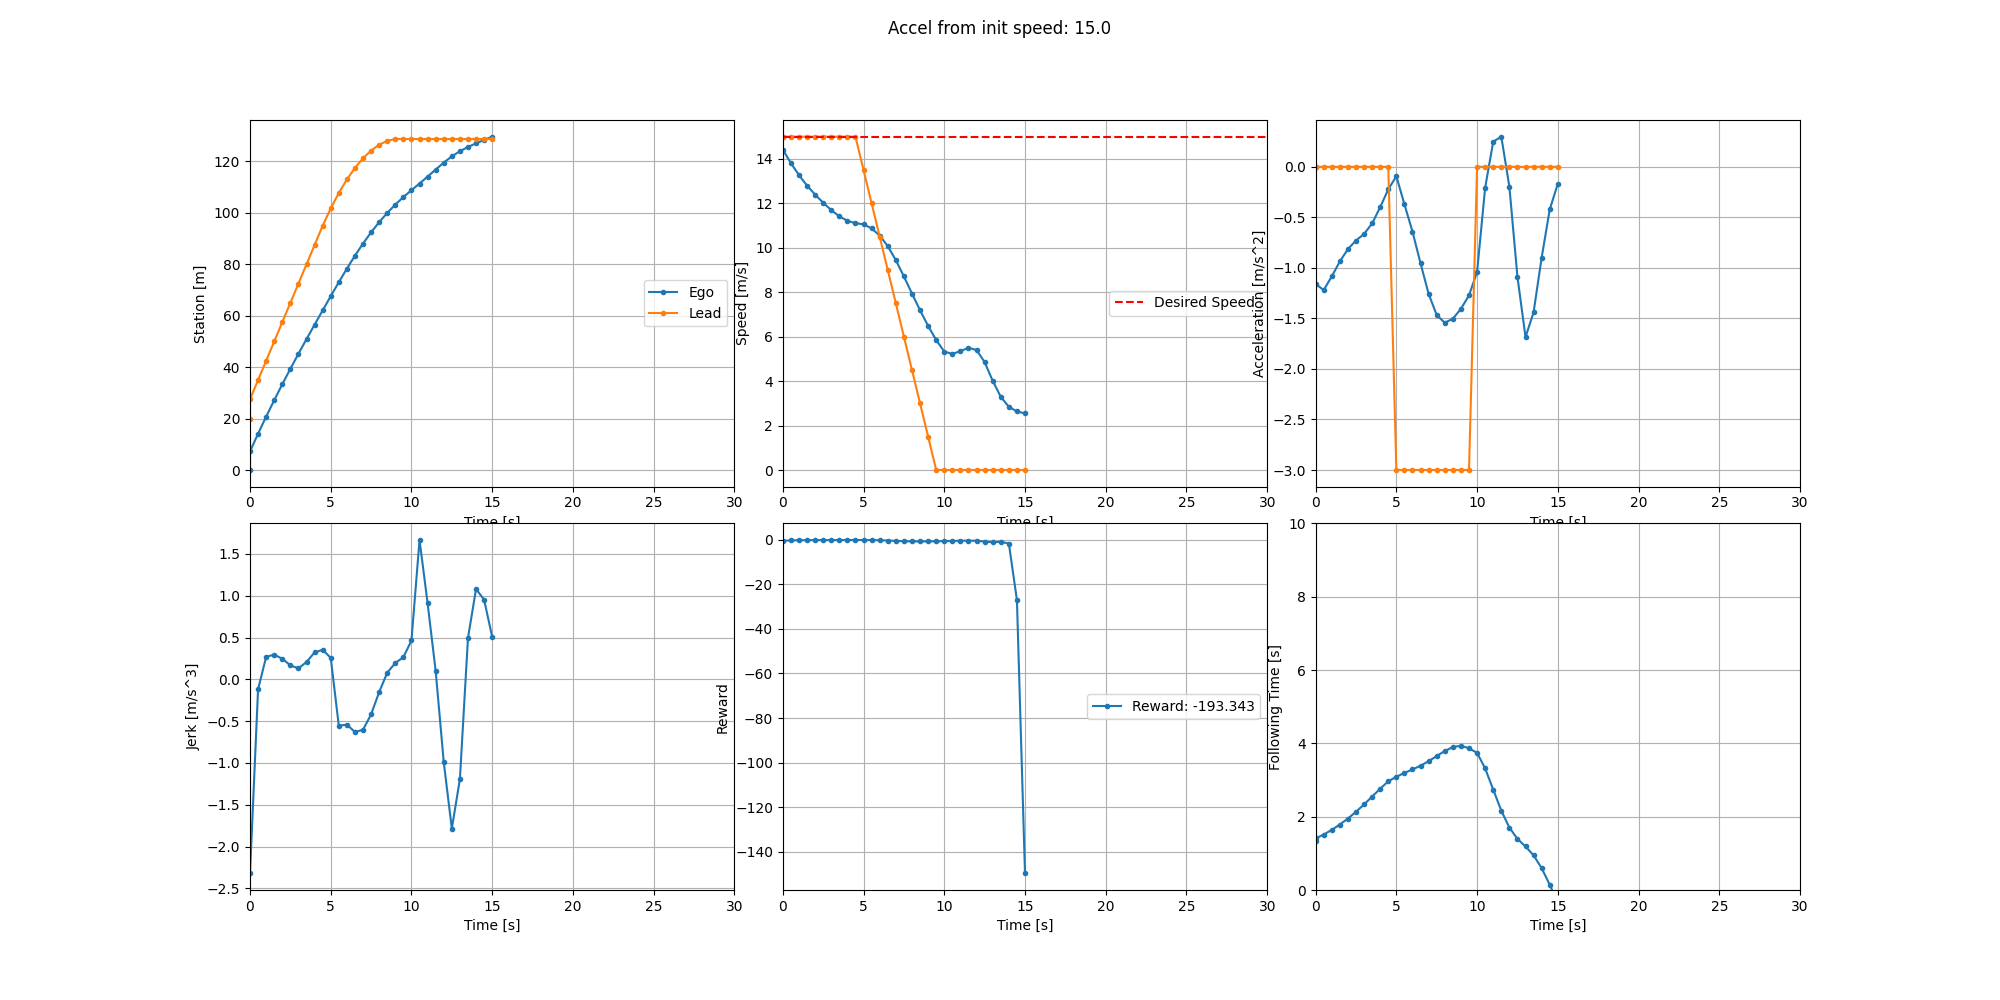 Accel from init speed: 15.0
Station [m]
120
100
80
60
40
20
0
0 5 10 15 20 25 30
Time [s]
Ego
Lead
Speed [m/s]
14
12
10
8
6
4
2
0
0 5 10 15 20 25 30
Time [s]
Desired Speed
Acceleration [m/s^2]
0.0
−0.5
−1.0
−1.5
−2.0
−2.5
−3.0
0 5 10 15 20 25 30
Time [s]
Jerk [m/s^3]
1.5
1.0
0.5
0.0
−0.5
−1.0
−1.5
−2.0
−2.5
0 5 10 15 20 25 30
Time [s]
Reward
0
−20
−40
−60
−80
−100
−120
−140
0 5 10 15 20 25 30
Time [s]
Reward: -193.343
Following Time [s]
10
8
6
4
2
0
0 5 10 15 20 25 30
Time [s]